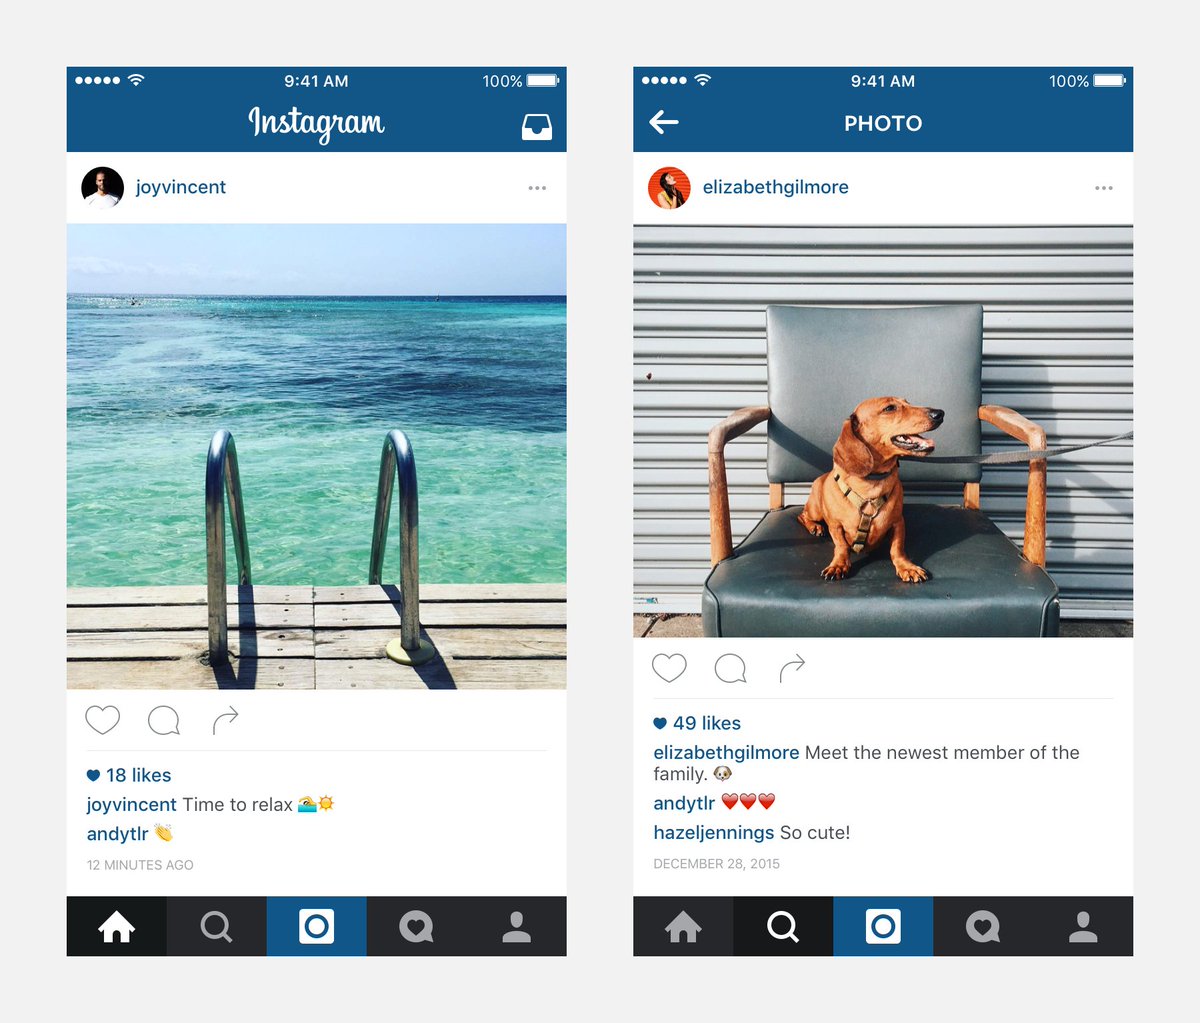 9:41 AM
100%
Instagram
joyvincent
18 likes
joyvincent Time to relax 🏊☀️
andytlr 👏
12 MINUTES AGO
9:41 AM
100%
PHOTO
elizabethgilmore
49 likes
elizabethgilmore Meet the newest member of the
family. 🐶
andytlr ❤️❤️❤️
hazeljennings So cute!
DECEMBER 28, 2015